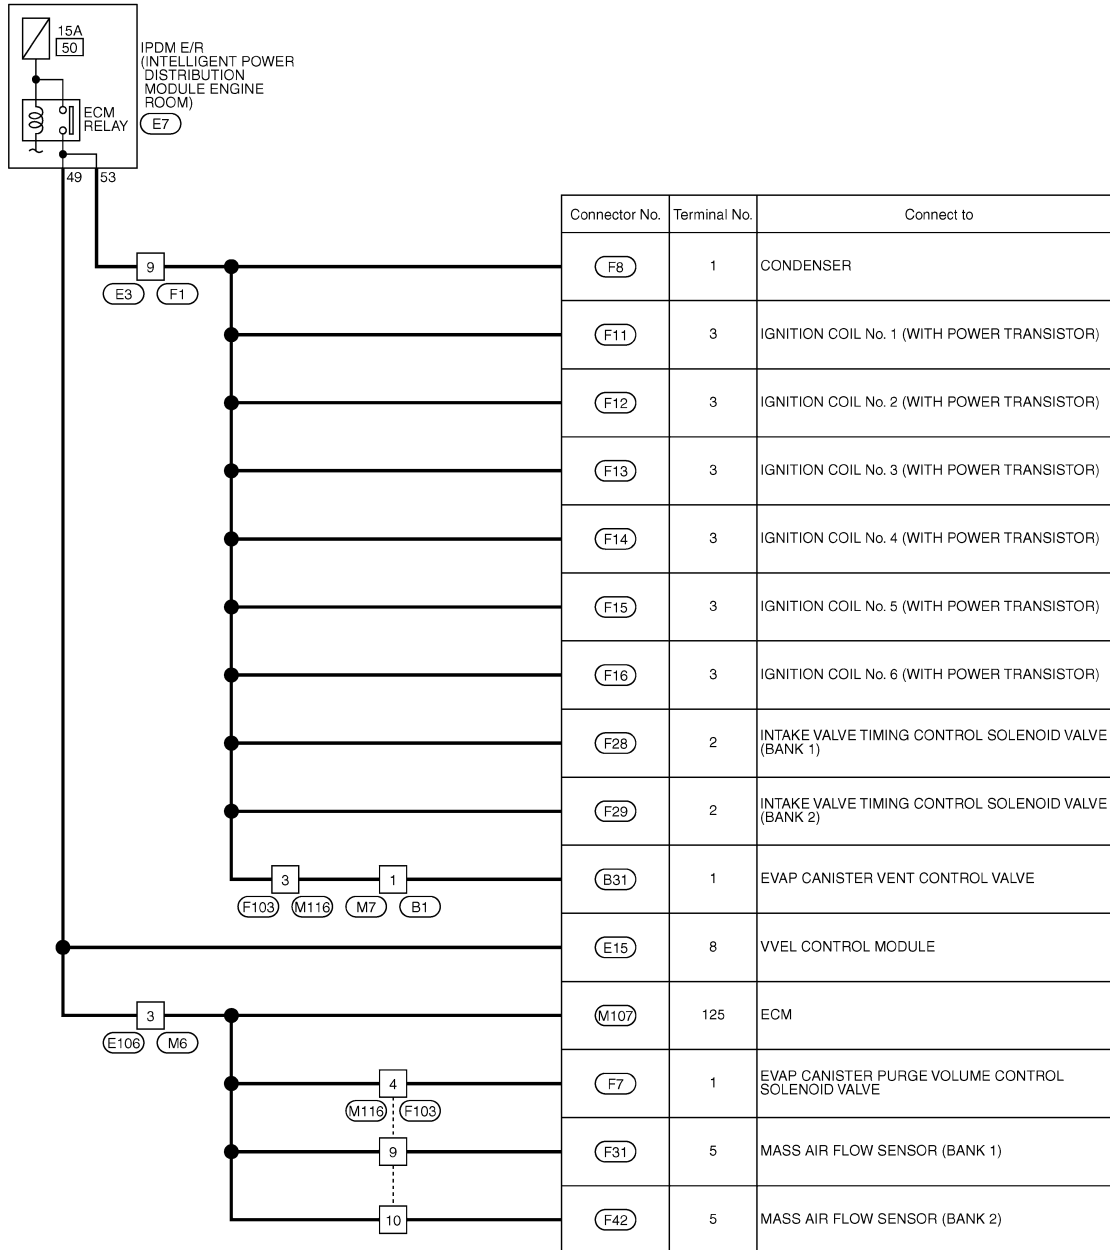 15A
50
IPDM E/R
(INTELLIGENT POWER
DISTRIBUTION
MODULE ENGINE
ROOM)
ECM
RELAY
E7
49
53
Connector No.
Terminal No.
Connect to
9
E3
F1
F8
1
CONDENSER
F11
3
IGNITION COIL No. 1 (WITH POWER TRANSISTOR)
F12
3
IGNITION COIL No. 2 (WITH POWER TRANSISTOR)
F13
3
IGNITION COIL No. 3 (WITH POWER TRANSISTOR)
F14
3
IGNITION COIL No. 4 (WITH POWER TRANSISTOR)
F15
3
IGNITION COIL No. 5 (WITH POWER TRANSISTOR)
F16
3
IGNITION COIL No. 6 (WITH POWER TRANSISTOR)
F28
2
INTAKE VALVE TIMING CONTROL SOLENOID VALVE
(BANK 1)
F29
2
INTAKE VALVE TIMING CONTROL SOLENOID VALVE
(BANK 2)
3
F103
M116
1
M7
B1
B31
1
EVAP CANISTER VENT CONTROL VALVE
E15
8
VVEL CONTROL MODULE
3
E106
M6
M107
125
ECM
4
M116
F103
F7
1
EVAP CANISTER PURGE VOLUME CONTROL
SOLENOID VALVE
9
F31
5
MASS AIR FLOW SENSOR (BANK 1)
10
F42
5
MASS AIR FLOW SENSOR (BANK 2)